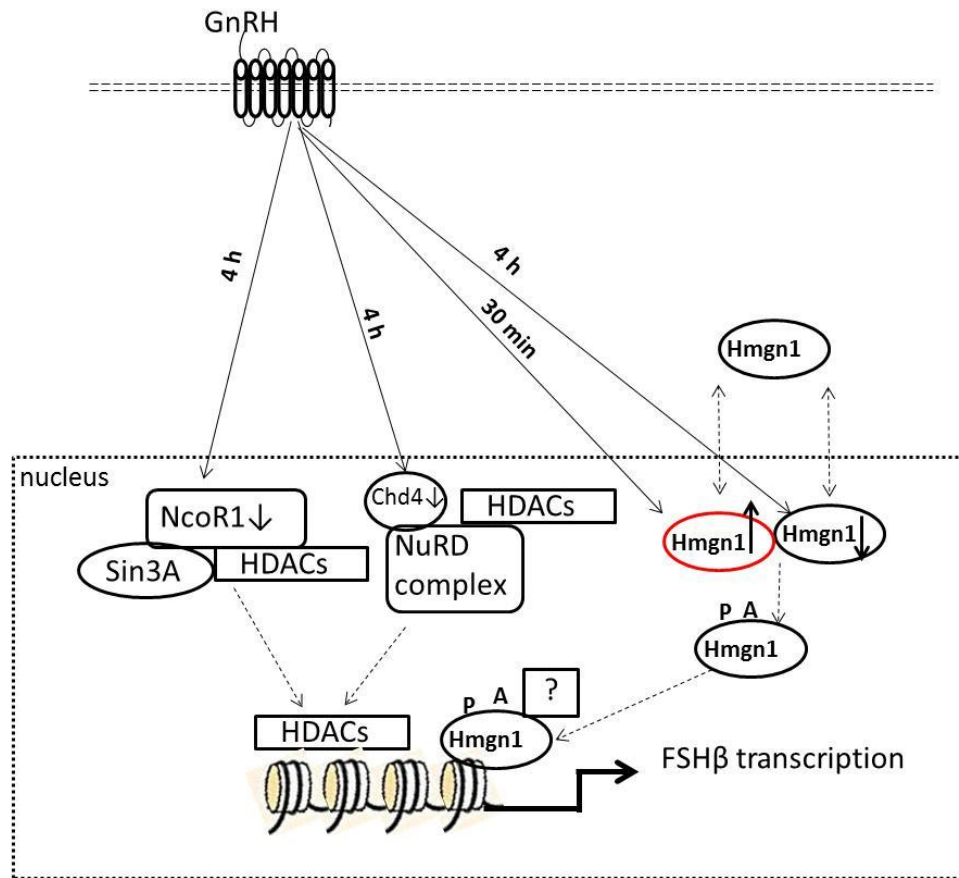 GnRH
4 h
4 h
30 min
4 h
Hmgn1
nucleus
NcoR1↓
Sin3A
HDACs
Chd4↓
HDACs
NuRD
complex
Hmgn1↑
Hmgn1↓
P A
Hmgn1
HDACs
P A
?
Hmgn1
FSHβ transcription